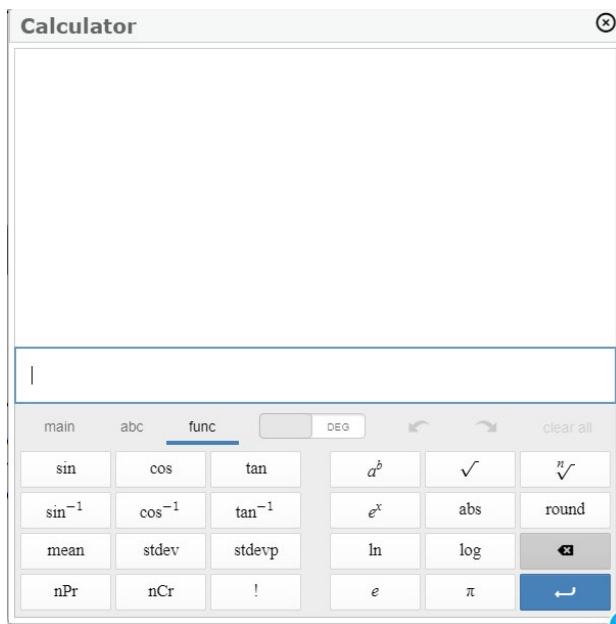 Calculator
main abc func DEG clear all
sin cos tan aᵇ √ ⁿ√
sin⁻¹ cos⁻¹ tan⁻¹ eˣ abs round
mean stdev stdevp ln log
nPr nCr ! e π